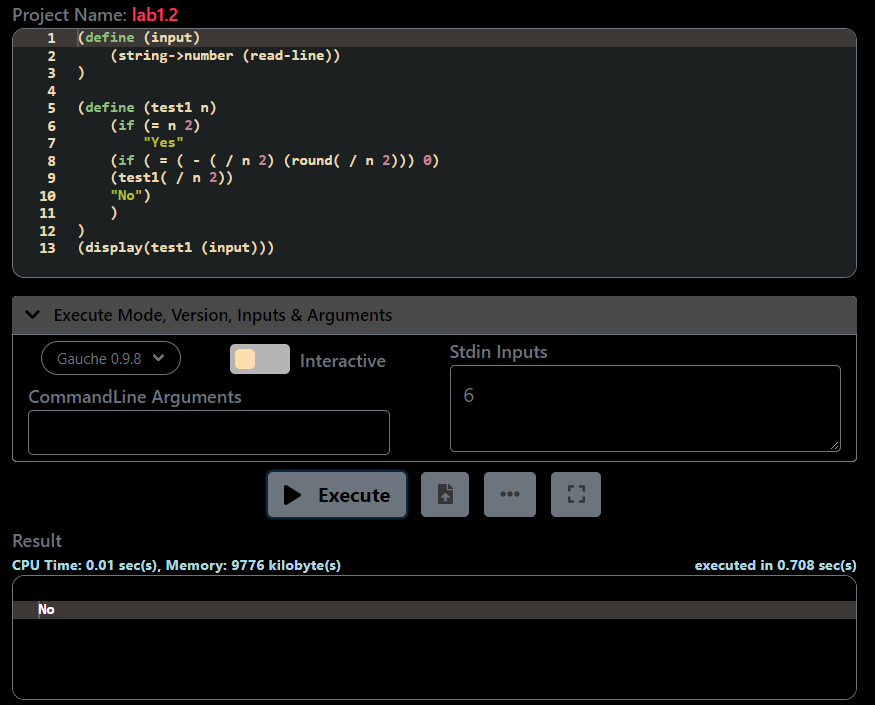 Project Name: lab1.2
1 (define (input)
2     (string->number (read-line))
3 )
4
5 (define (test1 n)
6     (if (= n 2)
7         "Yes"
8     (if ( = ( - ( / n 2) (round( / n 2))) 0)
9     (test1( / n 2))
10     "No")
11     )
12 )
13 (display(test1 (input)))
Execute Mode, Version, Inputs & Arguments
Gauche 0.9.8
Interactive
Stdin Inputs
6
CommandLine Arguments
Execute
Result
CPU Time: 0.01 sec(s), Memory: 9776 kilobyte(s)
executed in 0.708 sec(s)
No